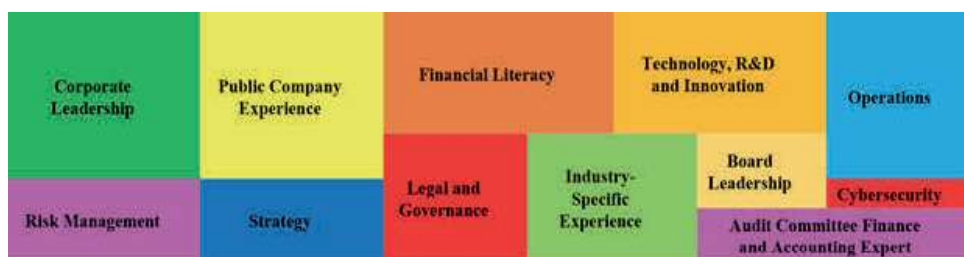 Corporate
Leadership
Public Company
Experience
Financial Literacy
Technology, R&D
and Innovation
Operations
Risk Management
Strategy
Legal and
Governance
Industry-
Specific
Experience
Board
Leadership
Cybersecurity
Audit Committee Finance
and Accounting Expert